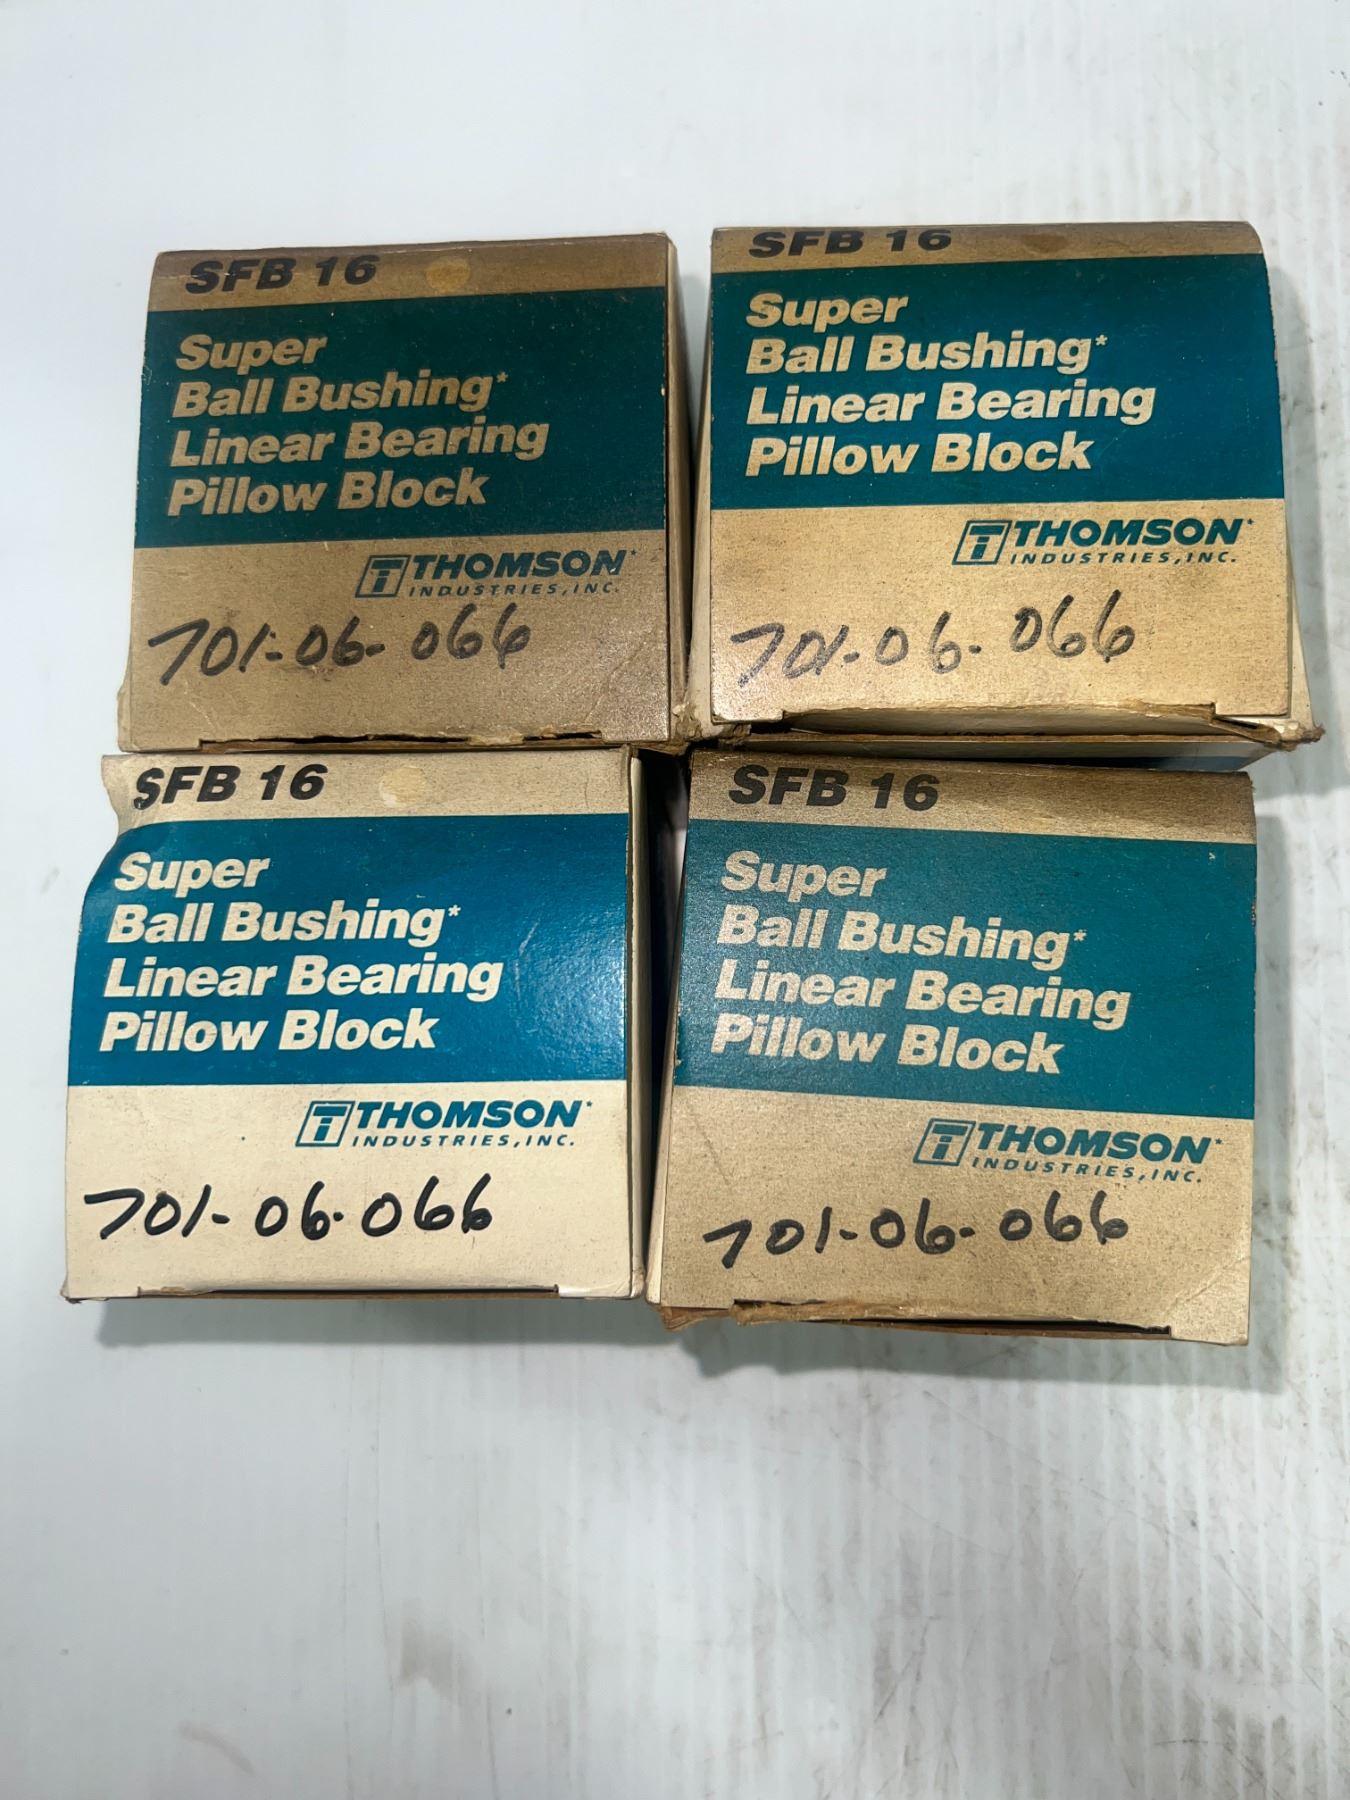 SFB 16
Super
Ball Bushing*
Linear Bearing
Pillow Block
THOMSON*
INDUSTRIES, INC.
701-06-066
SFB 16
Super
Ball Bushing*
Linear Bearing
Pillow Block
THOMSON*
INDUSTRIES, INC.
701-06-066
SFB 16
Super
Ball Bushing*
Linear Bearing
Pillow Block
THOMSON*
INDUSTRIES, INC.
701-06-066
SFB 16
Super
Ball Bushing*
Linear Bearing
Pillow Block
THOMSON*
INDUSTRIES, INC.
701-06-066